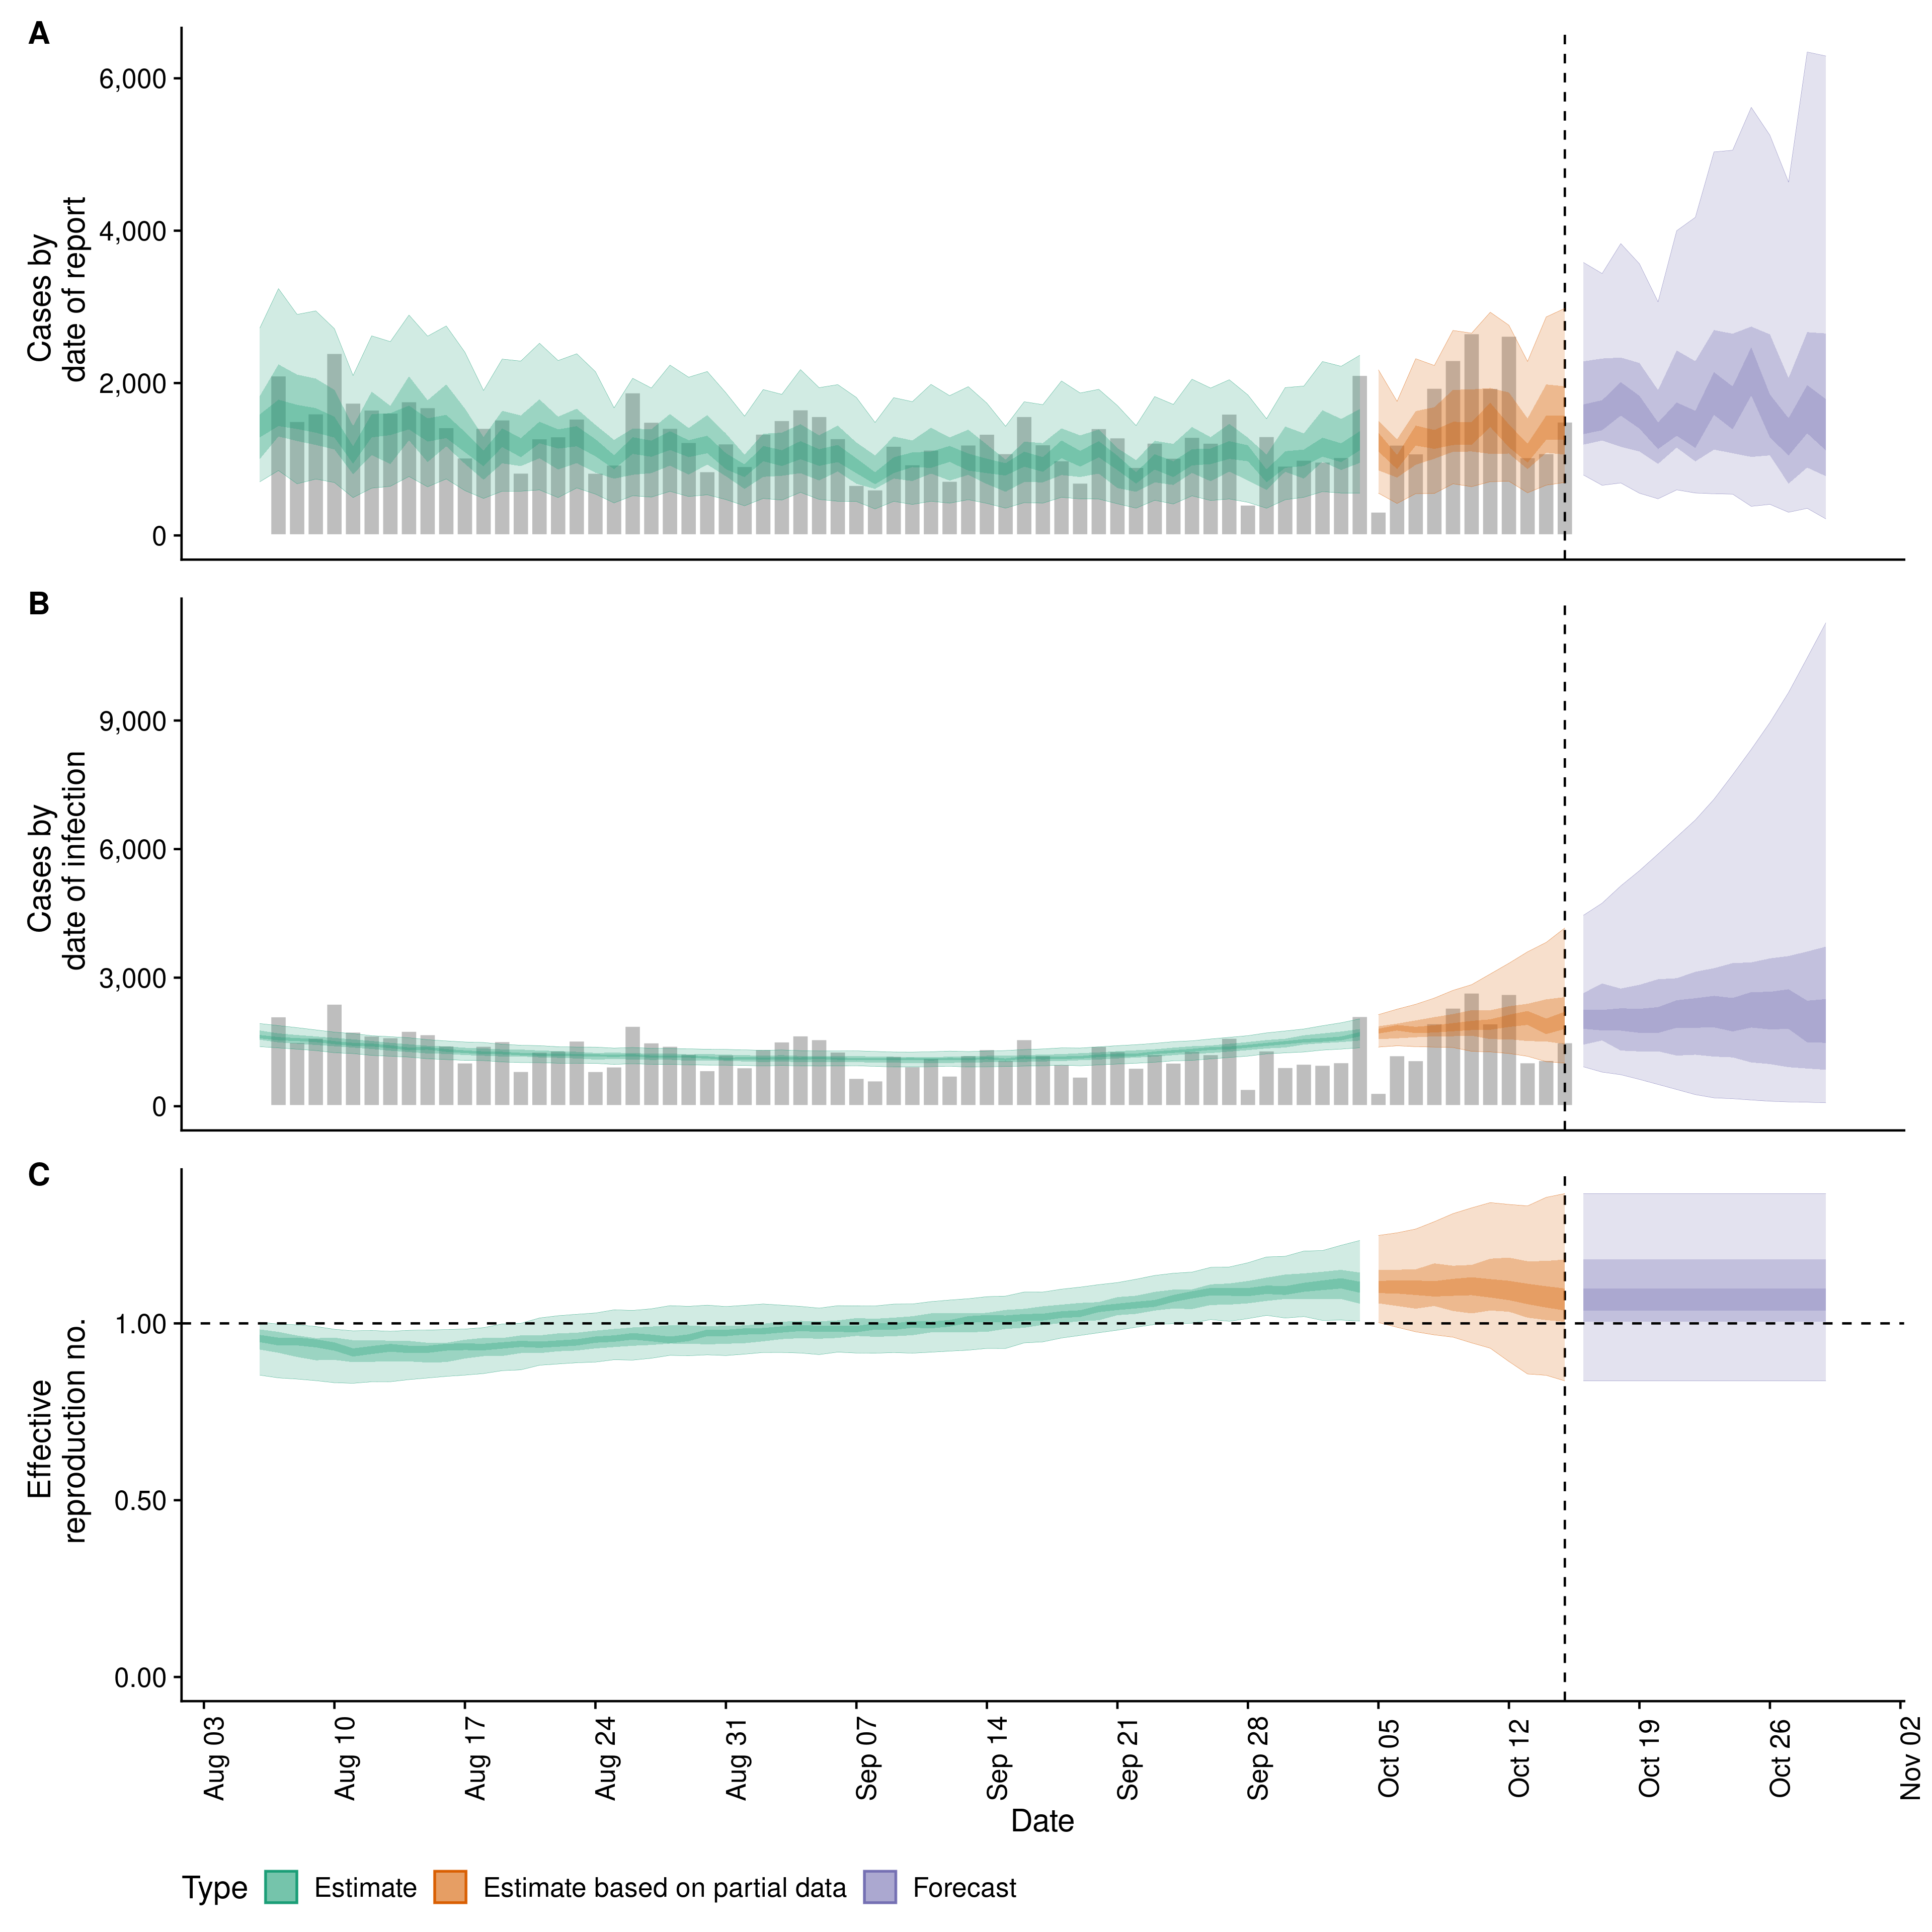 A
6,000
4,000
2,000
0
Cases by
date of report
B
9,000
6,000
3,000
0
Cases by
date of infection
C
1.00
0.50
0.00
Effective
reproduction no.
Aug 03
Aug 10
Aug 17
Aug 24
Aug 31
Sep 07
Sep 14
Sep 21
Sep 28
Oct 05
Oct 12
Oct 19
Oct 26
Nov 02
Date
Type Estimate Estimate based on partial data Forecast